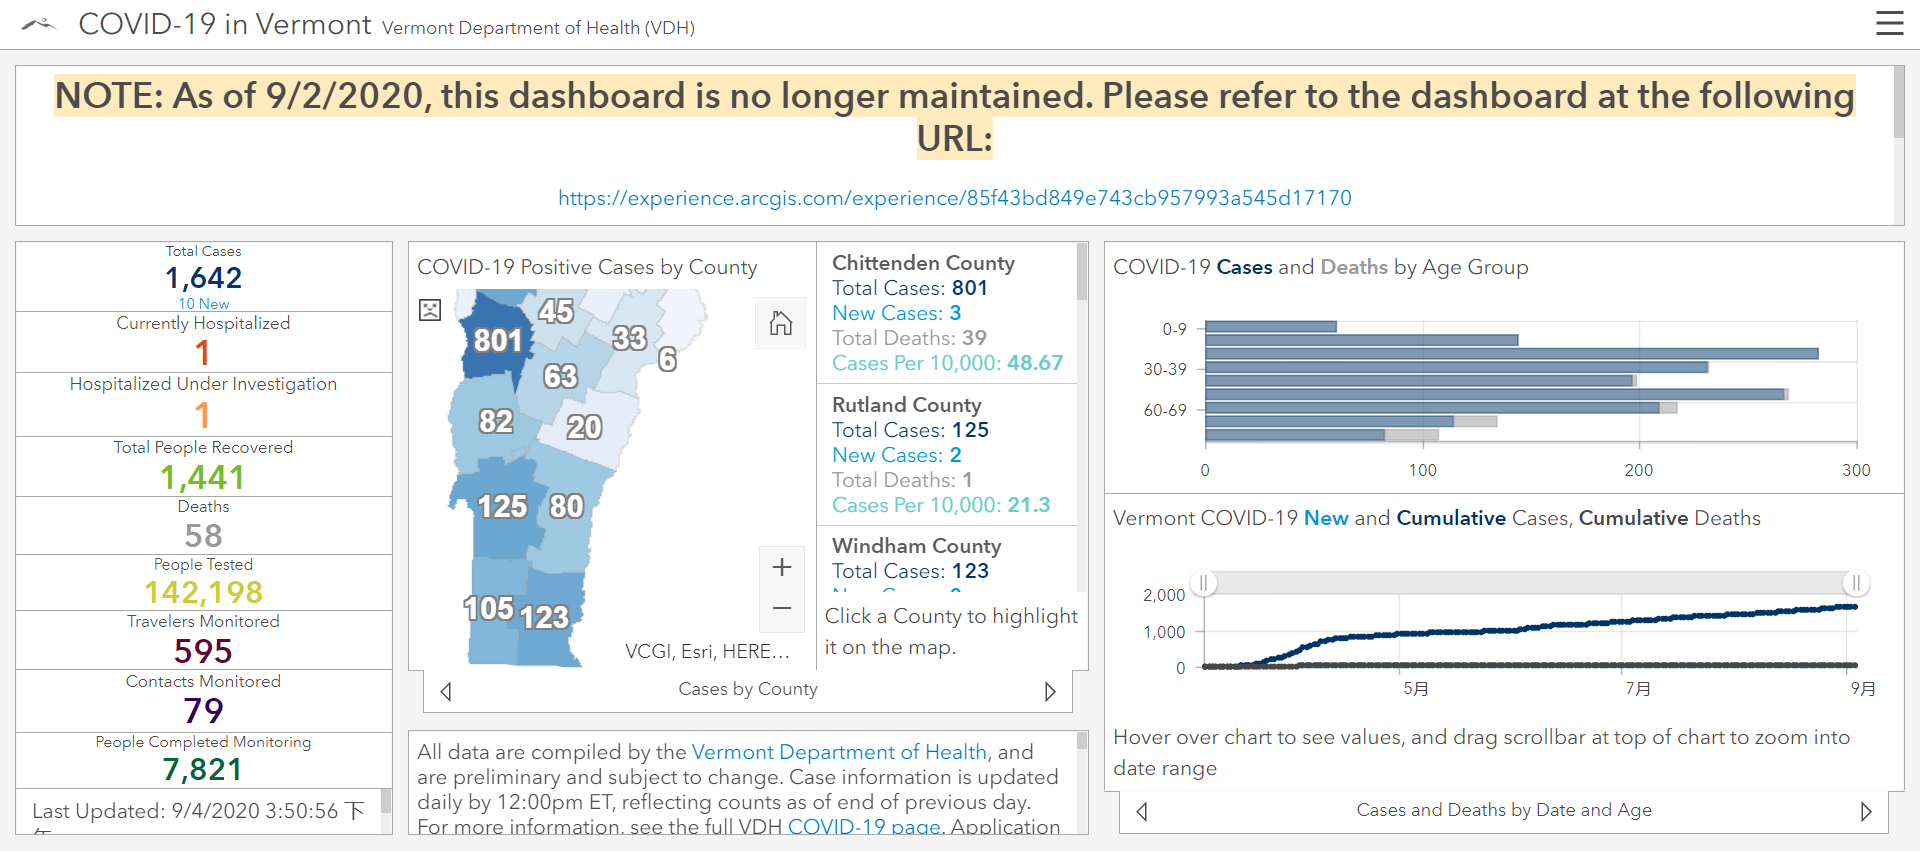 COVID-19 in Vermont Vermont Department of Health (VDH)
NOTE: As of 9/2/2020, this dashboard is no longer maintained. Please refer to the dashboard at the following
URL:
https://experience.arcgis.com/experience/85f43bd849e743cb957993a545d17170
Total Cases
1,642
10 New
Currently Hospitalized
1
Hospitalized Under Investigation
1
Total People Recovered
1,441
Deaths
58
People Tested
142,198
Travelers Monitored
595
Contacts Monitored
79
People Completed Monitoring
7,821
Last Updated: 9/4/2020 3:50:56 下
COVID-19 Positive Cases by County
45
801
33
6
63
82
20
125
80
105
123
+
−
VCGI, Esri, HERE...
Chittenden County
Total Cases: 801
New Cases: 3
Total Deaths: 39
Cases Per 10,000: 48.67
Rutland County
Total Cases: 125
New Cases: 2
Total Deaths: 1
Cases Per 10,000: 21.3
Windham County
Total Cases: 123
Click a County to highlight
it on the map.
Cases by County
All data are compiled by the Vermont Department of Health, and
are preliminary and subject to change. Case information is updated
daily by 12:00pm ET, reflecting counts as of end of previous day.
For more information, see the full VDH COVID-19 page. Application
COVID-19 Cases and Deaths by Age Group
0-9
30-39
60-69
0 100 200 300
Vermont COVID-19 New and Cumulative Cases, Cumulative Deaths
2,000
1,000
0
5月 7月 9月
Hover over chart to see values, and drag scrollbar at top of chart to zoom into
date range
Cases and Deaths by Date and Age